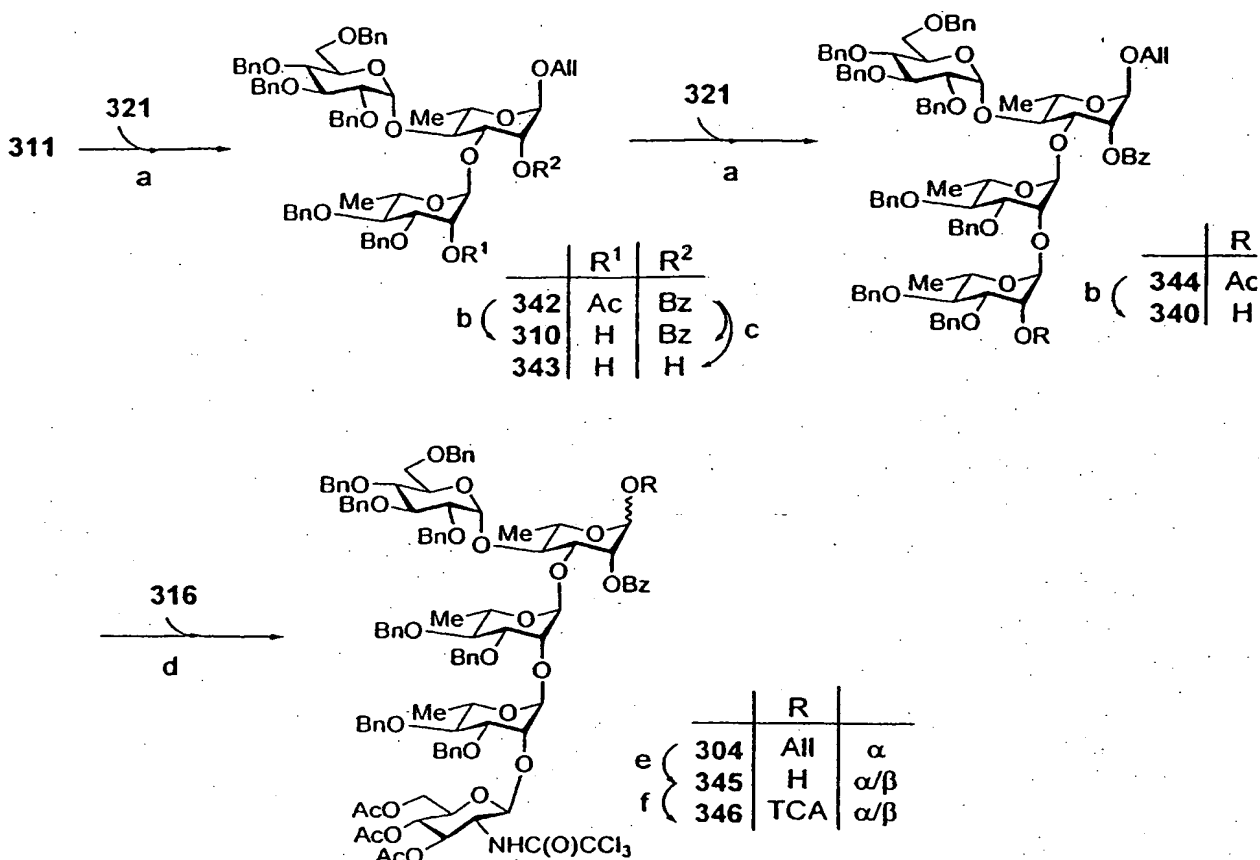 311
321
a
OBn
BnO
BnO
BnO
O
O
Me
O
OAll
OR²
O
Me
O
BnO
BnO
OR¹
R¹ R²
342 Ac Bz
310 H Bz
343 H H
b
c
321
a
OBn
BnO
BnO
BnO
O
O
Me
O
OAll
OBz
O
Me
O
BnO
BnO
O
Me
O
BnO
BnO
OR
R
344 Ac
340 H
b
316
d
OBn
BnO
BnO
BnO
O
O
Me
O
OR
OBz
O
Me
O
BnO
BnO
O
Me
O
BnO
BnO
O
AcO
AcO
AcO
O
NHC(O)CCl₃
R
304 All α
345 H α/β
346 TCA α/β
e
f